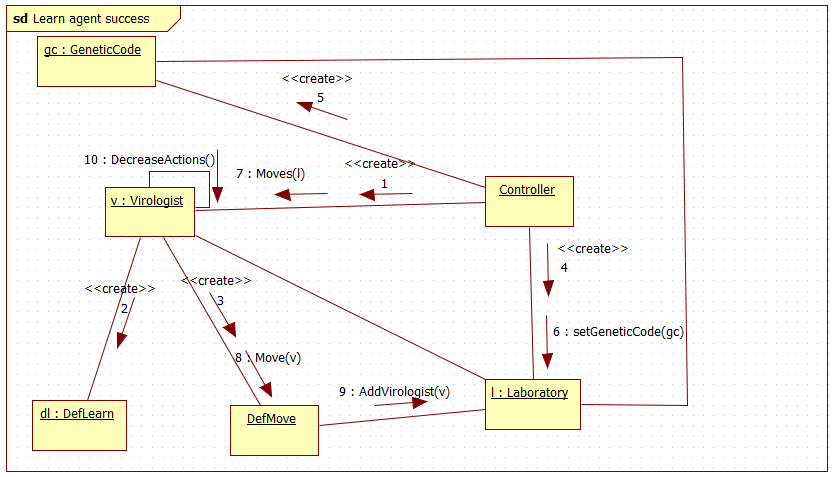 sd Learn agent success
gc : GeneticCode
<<create>>
5
10 : DecreaseActions()
7 : Moves(l)
<<create>>
1
v : Virologist
Controller
<<create>>
4
<<create>>
2
<<create>>
3
6 : setGeneticCode(gc)
8 : Move(v)
9 : AddVirologist(v)
l : Laboratory
dl : DefLearn
DefMove